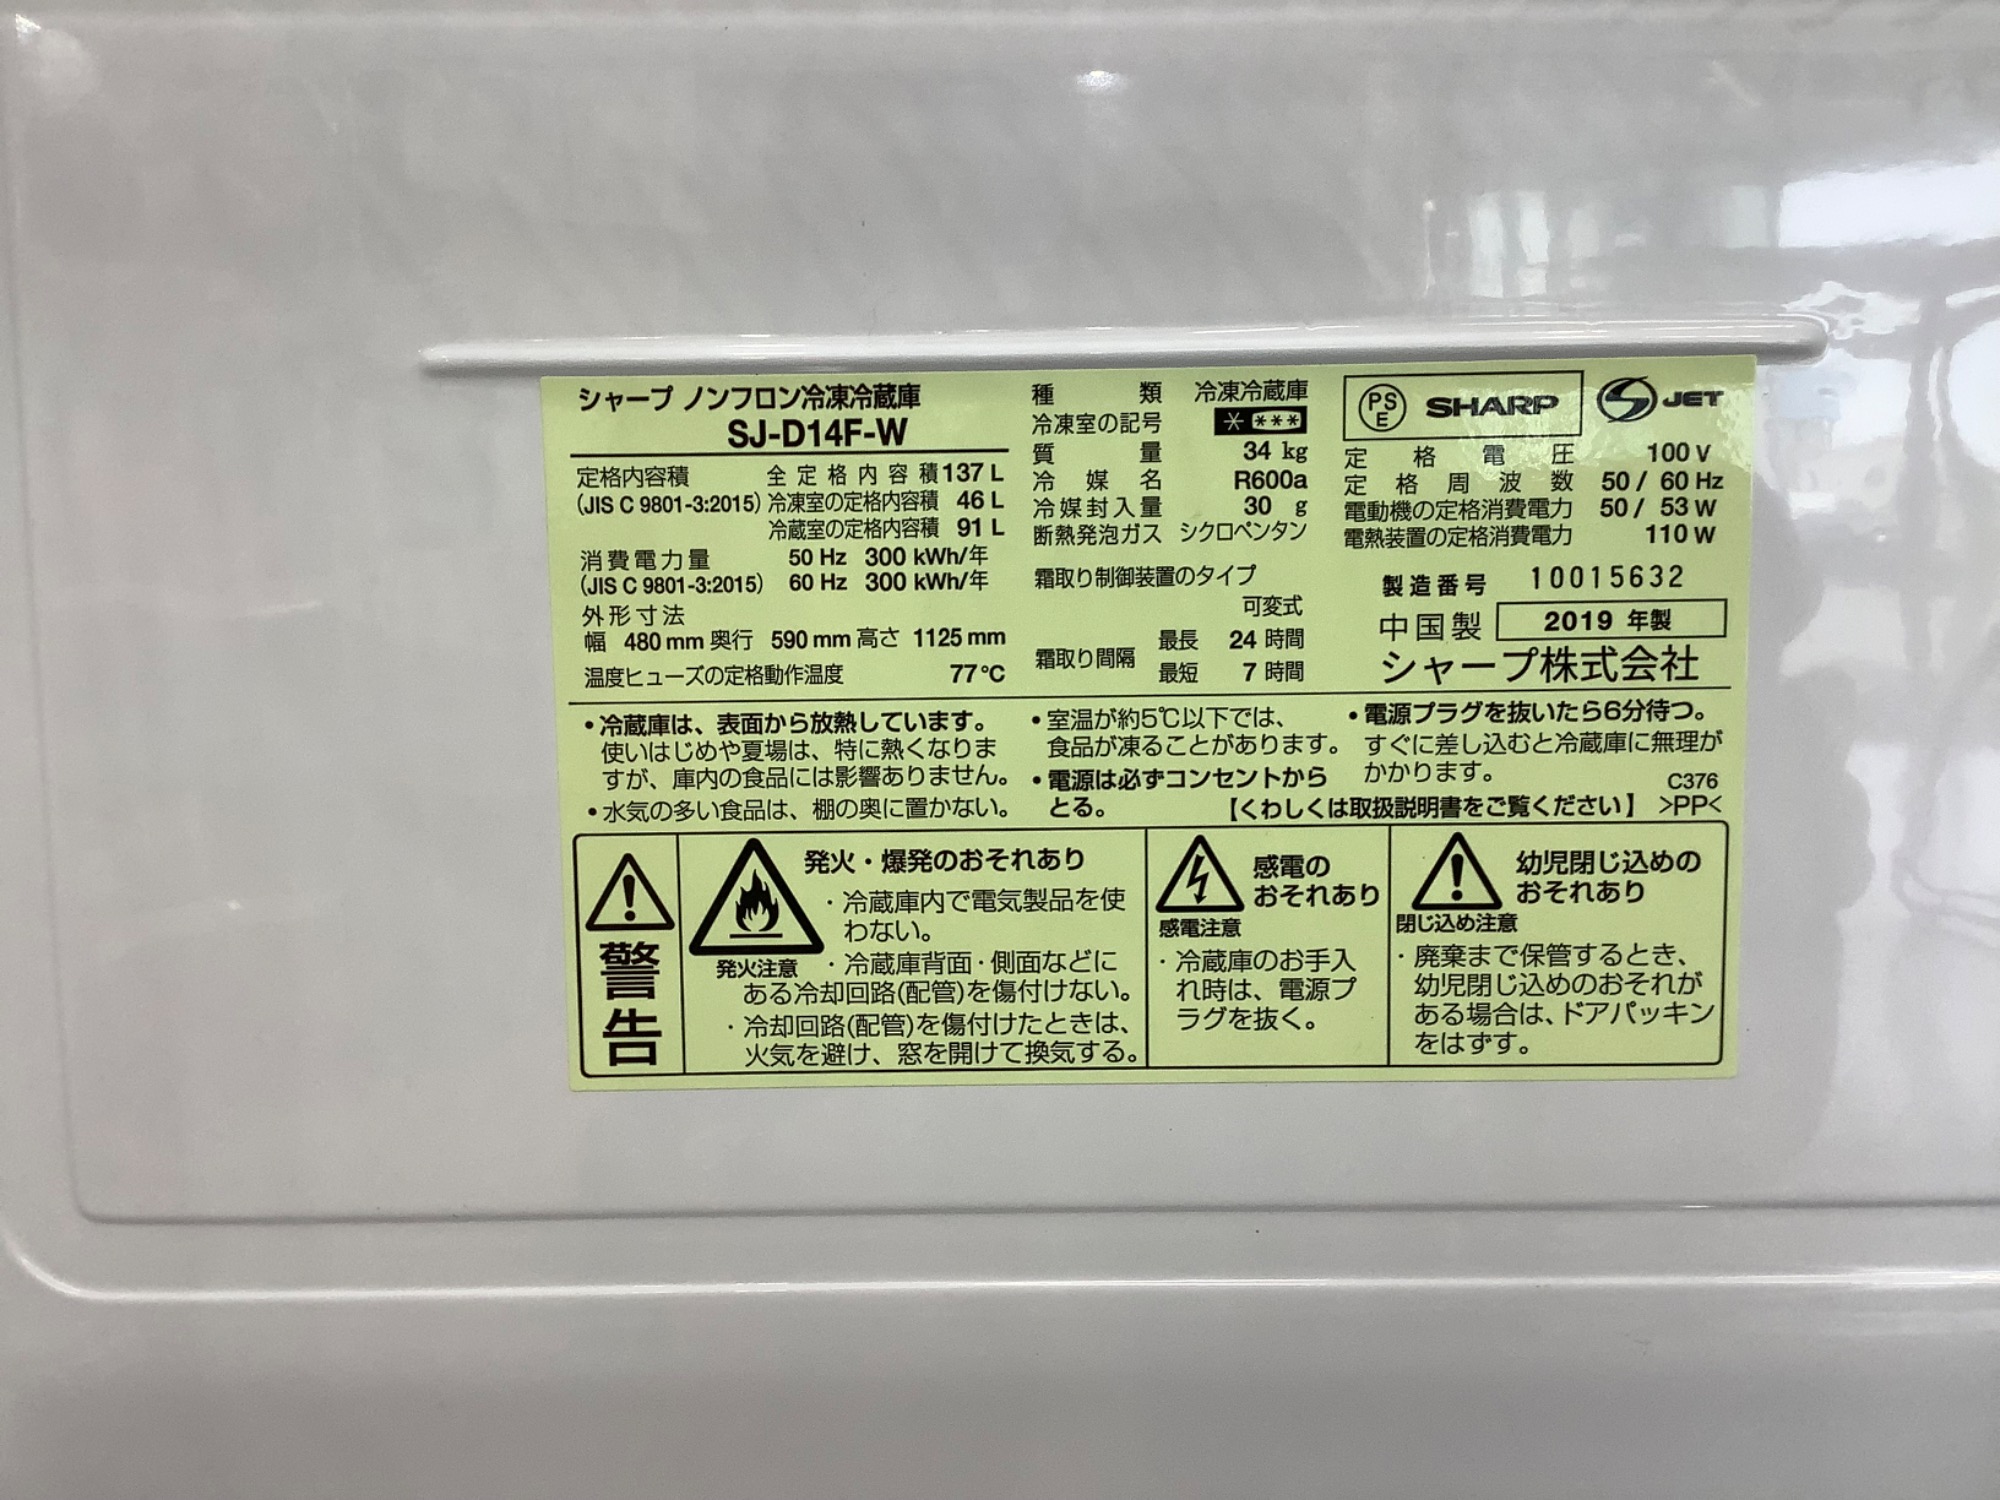 シャープ ノンフロン冷凍冷蔵庫
SJ-D14F-W
定格内容積 全定格内容積 137 L
(JIS C 9801-3:2015) 冷凍室の定格内容積 46 L
冷蔵室の定格内容積 91 L
消費電力量 50 Hz 300 kWh/年
(JIS C 9801-3:2015) 60 Hz 300 kWh/年
外形寸法
幅 480 mm 奥行 590 mm 高さ 1125 mm
温度ヒューズの定格動作温度 77℃
種類 冷凍冷蔵庫
冷凍室の記号 ****
質量 34 kg
冷媒名 R600a
冷媒封入量 30 g
断熱発泡ガス シクロペンタン
霜取り制御装置のタイプ
可変式
霜取り間隔 最長 24 時間
最短 7 時間
PSE SHARP S JET
定格電圧 100 V
定格周波数 50 / 60 Hz
電動機の定格消費電力 50 / 53 W
電熱装置の定格消費電力 110 W
製造番号 10015632
中国製 2019 年製
シャープ株式会社
・冷蔵庫は、表面から放熱しています。
使いはじめや夏場は、特に熱くなりま
すが、庫内の食品には影響ありません。
・水気の多い食品は、棚の奥に置かない。
・室温が約5℃以下では、
食品が凍ることがあります。
・電源は必ずコンセントから
とる。
・電源プラグを抜いたら6分待つ。
すぐに差し込むと冷蔵庫に無理が
かかります。
C376
【くわしくは取扱説明書をご覧ください】 >PP<
警告
発火注意
発火・爆発のおそれあり
・冷蔵庫内で電気製品を使
わない。
・冷蔵庫背面・側面などに
ある冷却回路(配管)を傷付けない。
・冷却回路(配管)を傷付けたときは、
火気を避け、窓を開けて換気する。
感電の
おそれあり
感電注意
・冷蔵庫のお手入
れ時は、電源プ
ラグを抜く。
幼児閉じ込めの
おそれあり
閉じ込め注意
・廃棄まで保管するとき、
幼児閉じ込めのおそれが
ある場合は、ドアパッキン
をはずす。